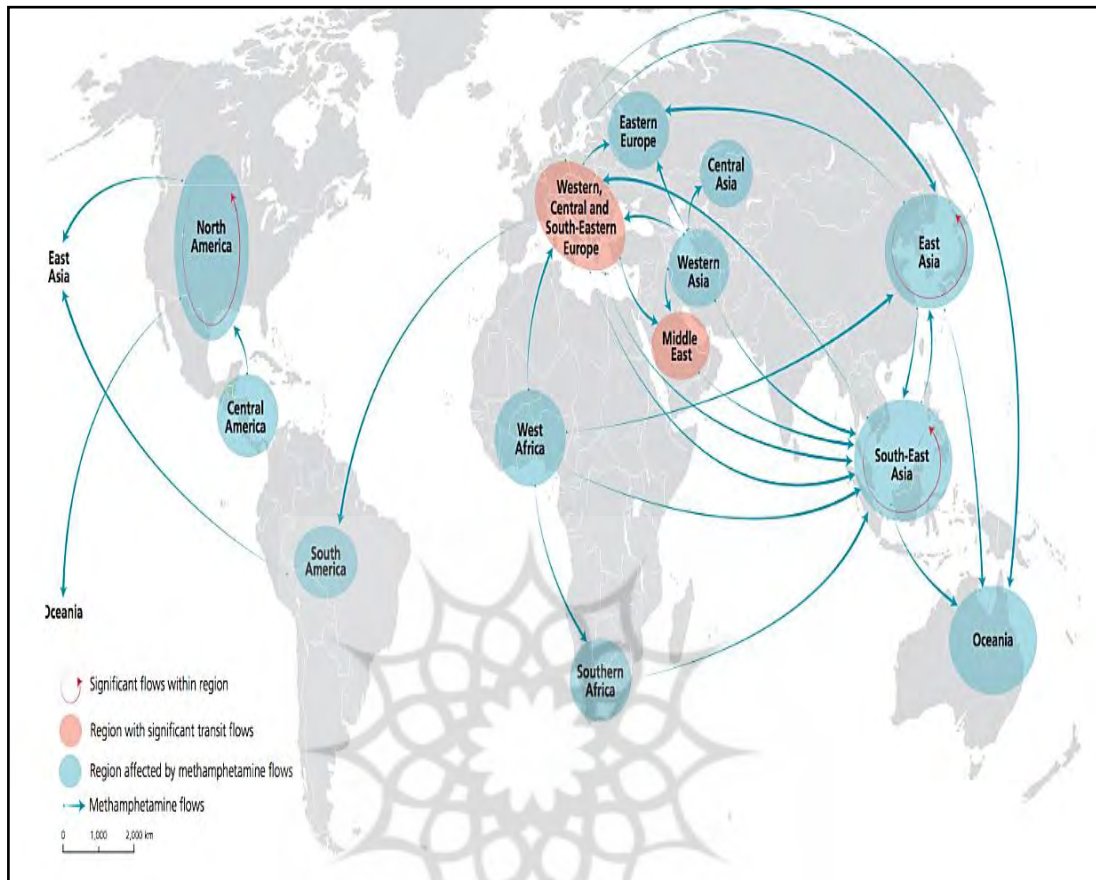 Eastern
Europe
Central
Asia
Western,
Central and
South-Eastern
Europe
North
America
East
Asia
East
Asia
Western
Asia
Middle
East
Central
America
West
Africa
South-East
Asia
South
America
Oceania
Oceania
Southern
Africa
Significant flows within region
Region with significant transit flows
Region affected by methamphetamine flows
Methamphetamine flows
0 1,000 2,000 km